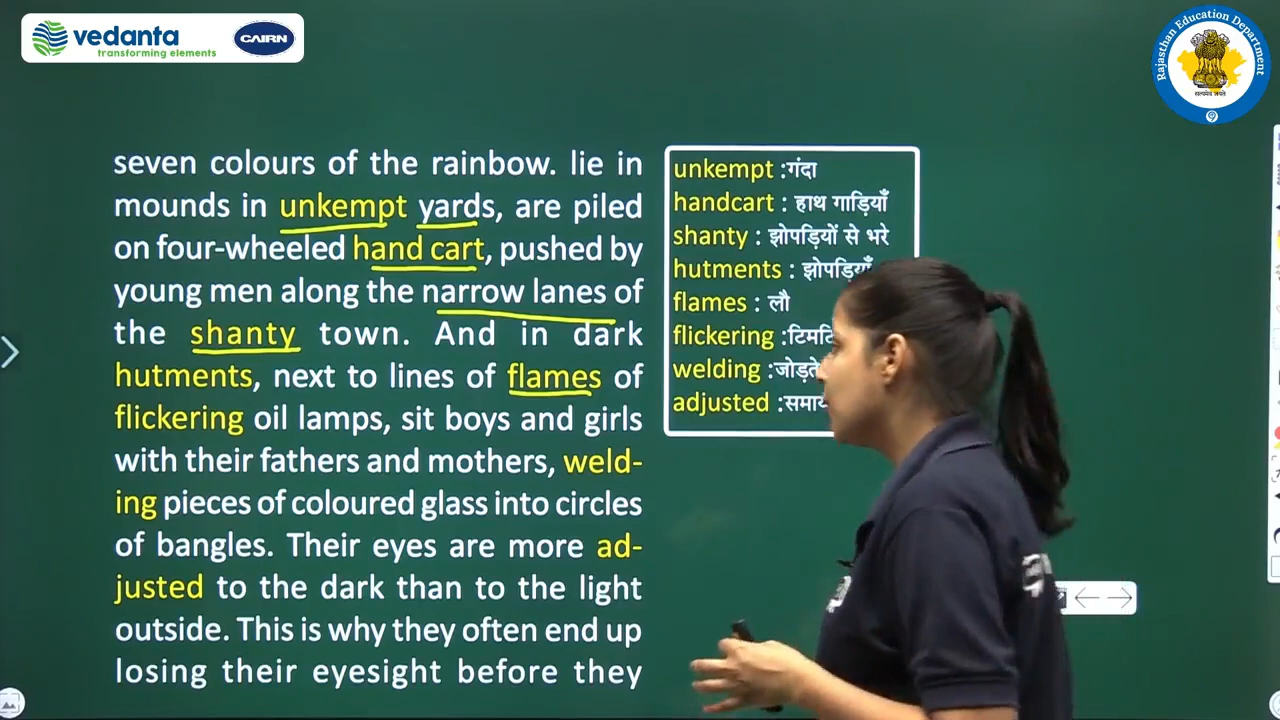 vedanta
transforming elements
CAIRN
Rajasthan Education Department
सत्यमेव जयते
seven colours of the rainbow. lie in
mounds in unkempt yards, are piled
on four-wheeled hand cart, pushed by
young men along the narrow lanes of
the shanty town. And in dark
hutments, next to lines of flames of
flickering oil lamps, sit boys and girls
with their fathers and mothers, weld-
ing pieces of coloured glass into circles
of bangles. Their eyes are more ad-
justed to the dark than to the light
outside. This is why they often end up
losing their eyesight before they
unkempt :गंदा
handcart : हाथ गाड़ियाँ
shanty : झोपड़ियों से भरे
hutments : झोपड़ियाँ
flames : लौ
flickering :
welding :जोड़ते
adjusted :